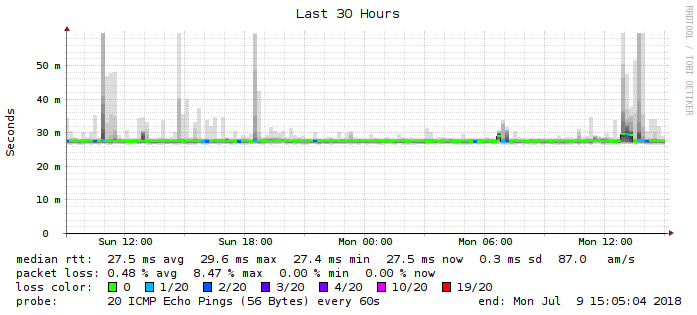 Last 30 Hours
RRDTOOL / TOBI OETIKER
Seconds
50 m
40 m
30 m
20 m
10 m
0
Sun 12:00 Sun 18:00 Mon 00:00 Mon 06:00 Mon 12:00
median rtt: 27.5 ms avg 29.6 ms max 27.4 ms min 27.5 ms now 0.3 ms sd 87.0 am/s
packet loss: 0.48 % avg 8.47 % max 0.00 % min 0.00 % now
loss color: 0 1/20 2/20 3/20 4/20 10/20 19/20
probe: 20 ICMP Echo Pings (56 Bytes) every 60s end: Mon Jul 9 15:05:04 2018